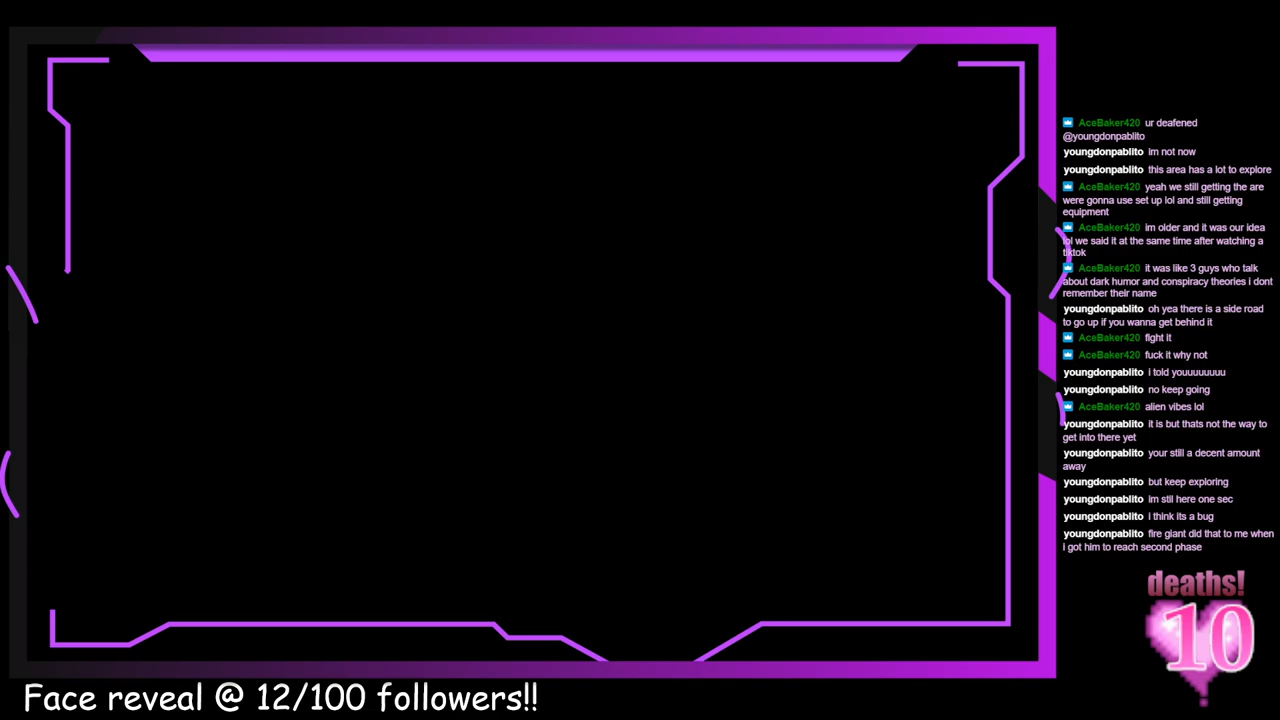 AceBaker420 ur deafened
@youngdonpablito
youngdonpablito im not now
youngdonpablito this area has a lot to explore
AceBaker420 yeah we still getting the are
were gonna use set up lol and still getting
equipment
AceBaker420 im older and it was our idea
lol we said it at the same time after watching a
tiktok
AceBaker420 it was like 3 guys who talk
about dark humor and conspiracy theories i dont
remember their name
youngdonpablito oh yea there is a side road
to go up if you wanna get behind it
AceBaker420 fight it
AceBaker420 fuck it why not
youngdonpablito i told youuuuuuuu
youngdonpablito no keep going
AceBaker420 alien vibes lol
youngdonpablito it is but thats not the way to
get into there yet
youngdonpablito your still a decent amount
away
youngdonpablito but keep exploring
youngdonpablito im stil here one sec
youngdonpablito i think its a bug
youngdonpablito fire giant did that to me when
i got him to reach second phase
deaths!
10
Face reveal @ 12/100 followers!!